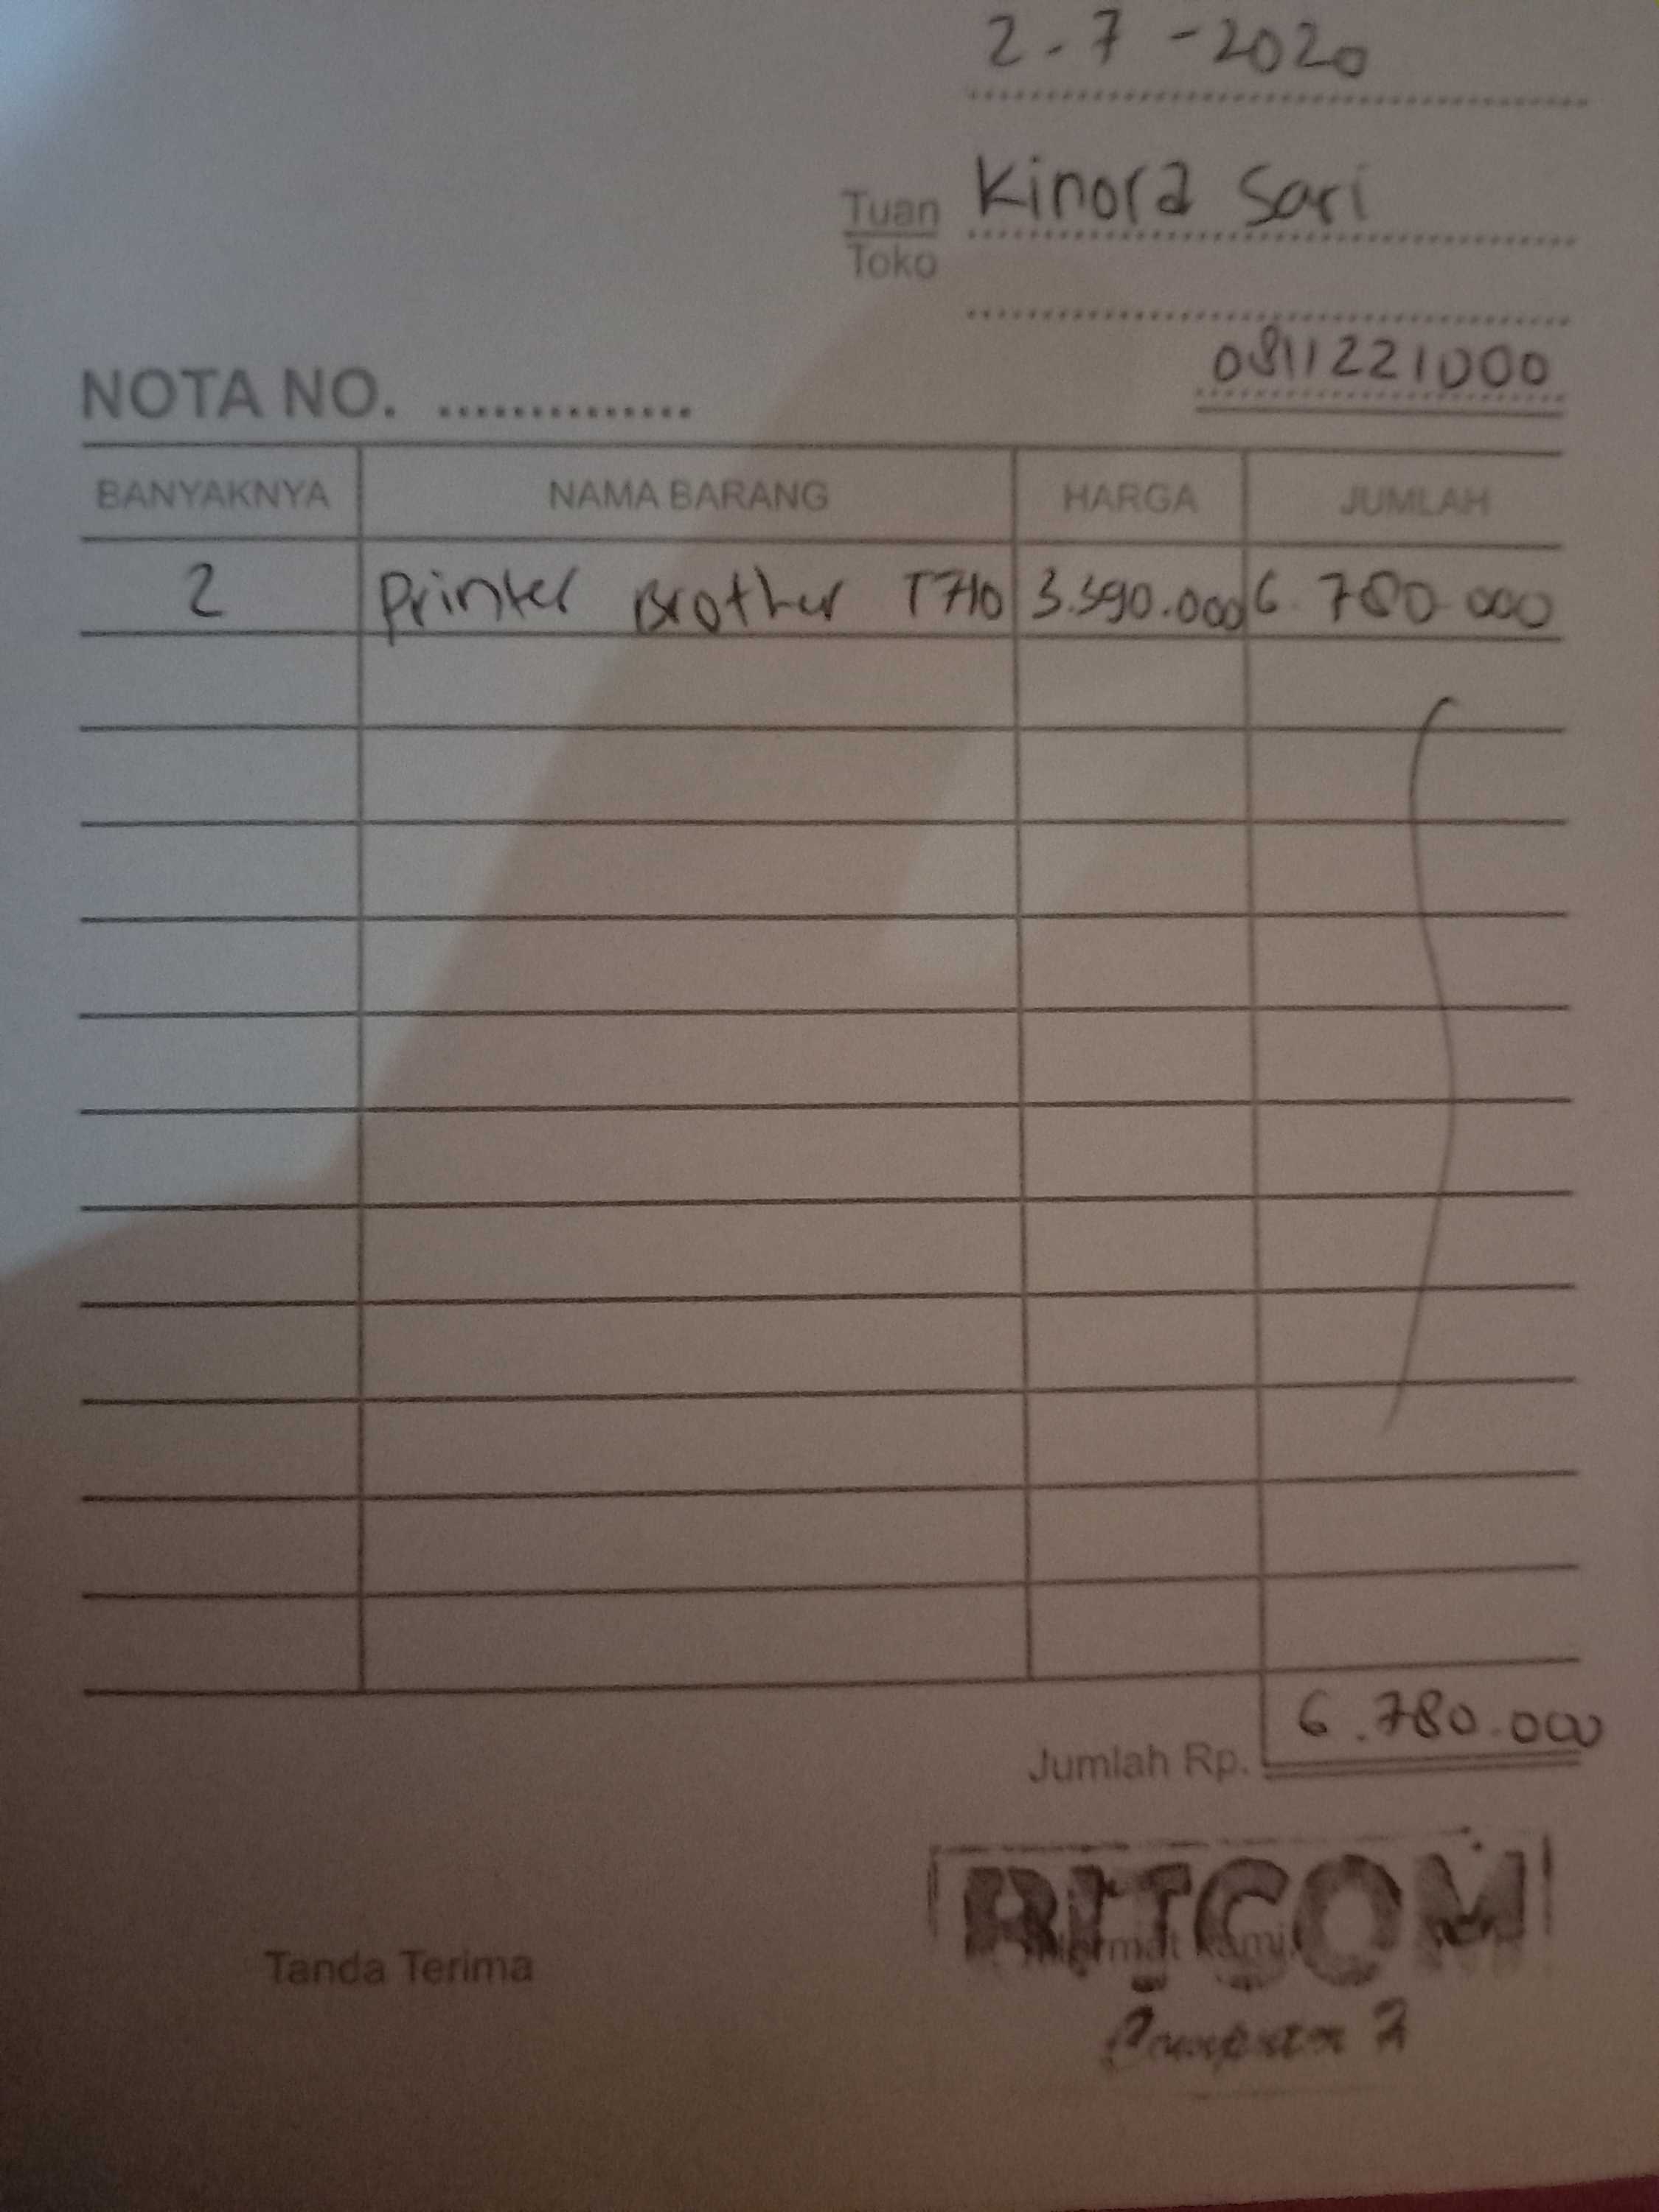 2-7-2020
Tuan Kinora Sari
Toko
0811221000
NOTA NO. ..............
BANYAKNYA NAMA BARANG HARGA JUMLAH
2 Printer Brother T710 3.390.000 6.780.000
Jumlah Rp. 6.780.000
Tanda Terima Hormat kami,
RITCOM